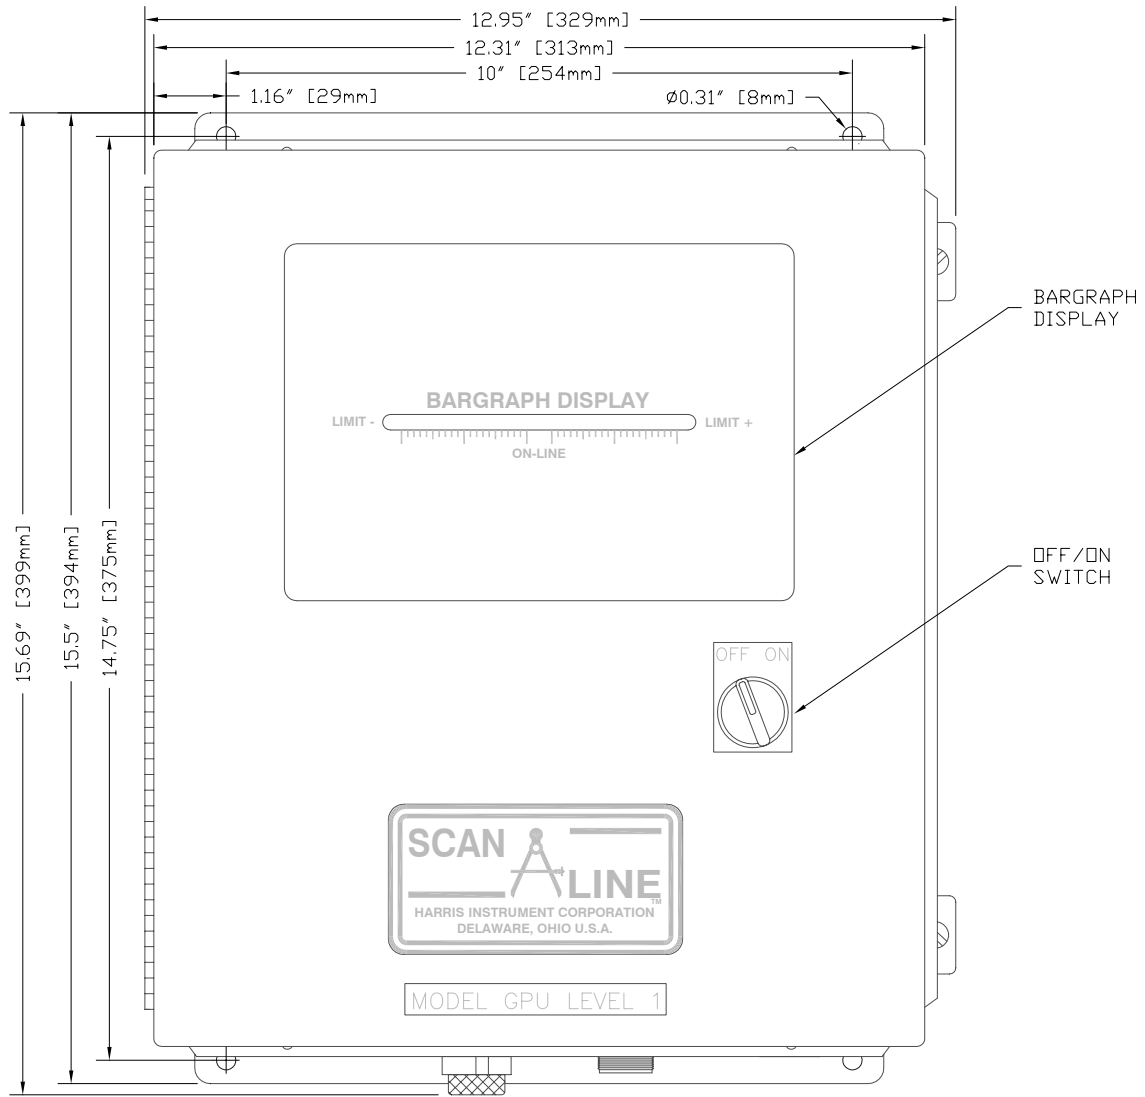 12.95" [329mm]
12.31" [313mm]
10" [254mm]
1.16" [29mm]
Ø0.31" [8mm]
BARGRAPH
DISPLAY
BARGRAPH DISPLAY
LIMIT -
LIMIT +
ON-LINE
15.69" [399mm]
15.5" [394mm]
14.75" [375mm]
OFF/ON
SWITCH
OFF ON
SCAN
A
LINE
TM
HARRIS INSTRUMENT CORPORATION
DELAWARE, OHIO U.S.A.
MODEL GPU LEVEL 1